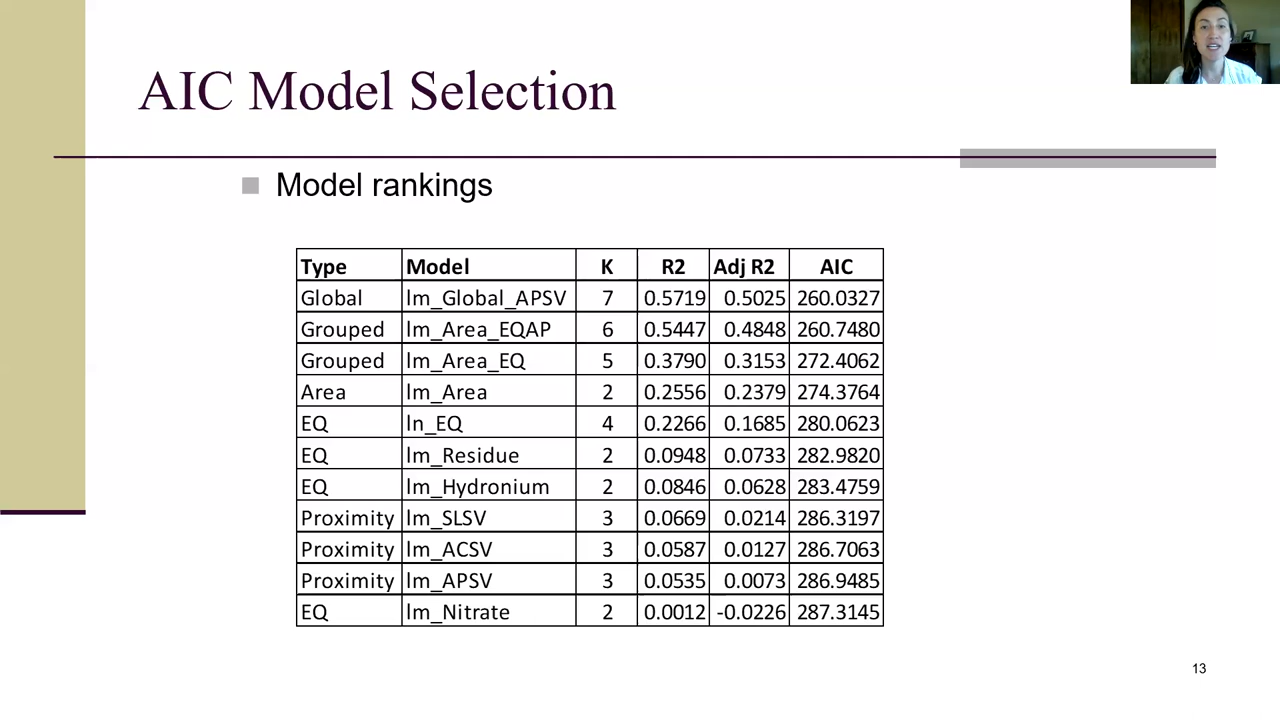 AIC Model Selection
Model rankings
Type Model K R2 Adj R2 AIC
Global lm_Global_APSV 7 0.5719 0.5025 260.0327
Grouped lm_Area_EQAP 6 0.5447 0.4848 260.7480
Grouped lm_Area_EQ 5 0.3790 0.3153 272.4062
Area lm_Area 2 0.2556 0.2379 274.3764
EQ ln_EQ 4 0.2266 0.1685 280.0623
EQ lm_Residue 2 0.0948 0.0733 282.9820
EQ lm_Hydronium 2 0.0846 0.0628 283.4759
Proximity lm_SLSV 3 0.0669 0.0214 286.3197
Proximity lm_ACSV 3 0.0587 0.0127 286.7063
Proximity lm_APSV 3 0.0535 0.0073 286.9485
EQ lm_Nitrate 2 0.0012 -0.0226 287.3145
13